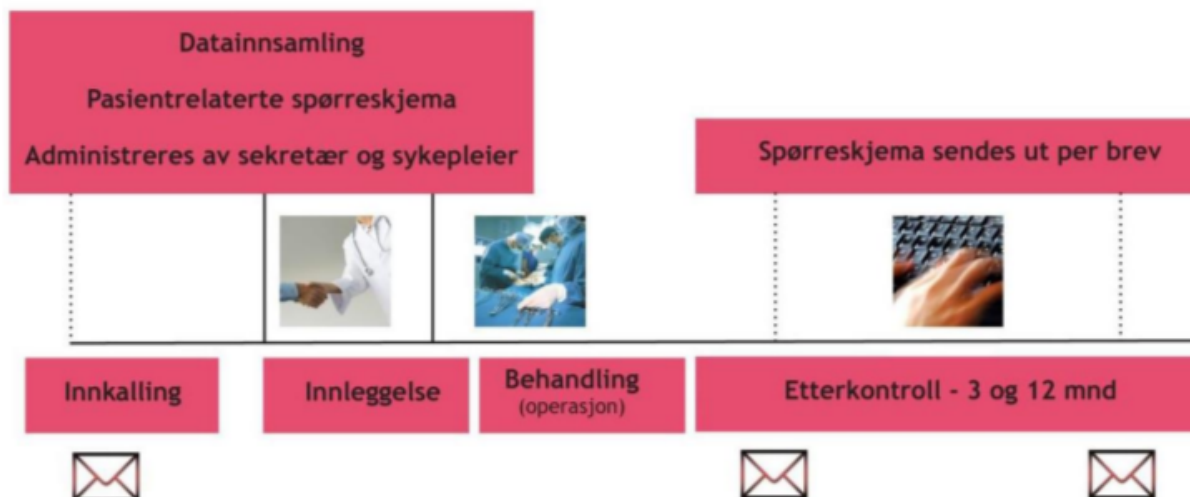 Datainnsamling
Pasientrelaterte spørreskjema
Administreres av sekretær og sykepleier
Spørreskjema sendes ut per brev
Innkalling
Innleggelse
Behandling
(operasjon)
Etterkontroll - 3 og 12 mnd